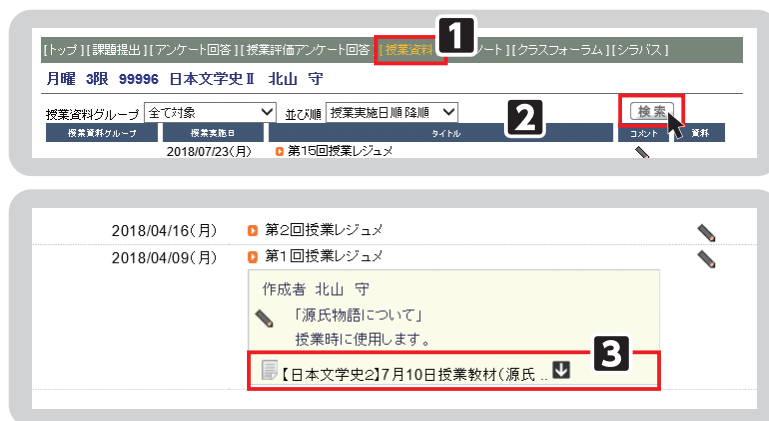 [トップ][課題提出][アンケート回答][授業評価アンケート回答][授業資料 1 ノート][クラスフォーラム][シラバス]
月曜 3限 99996 日本文学史Ⅱ 北山 守
授業資料グループ 全て対象 並び順 授業実施日順 降順 2 検索
授業資料グループ 授業実施日 タイトル コメント 資料
2018/07/23(月) 第15回授業レジュメ
2018/04/16(月) 第2回授業レジュメ
2018/04/09(月) 第1回授業レジュメ
作成者 北山 守
「源氏物語について」
授業時に使用します。
3
【日本文学史2】7月10日授業教材(源氏 ..